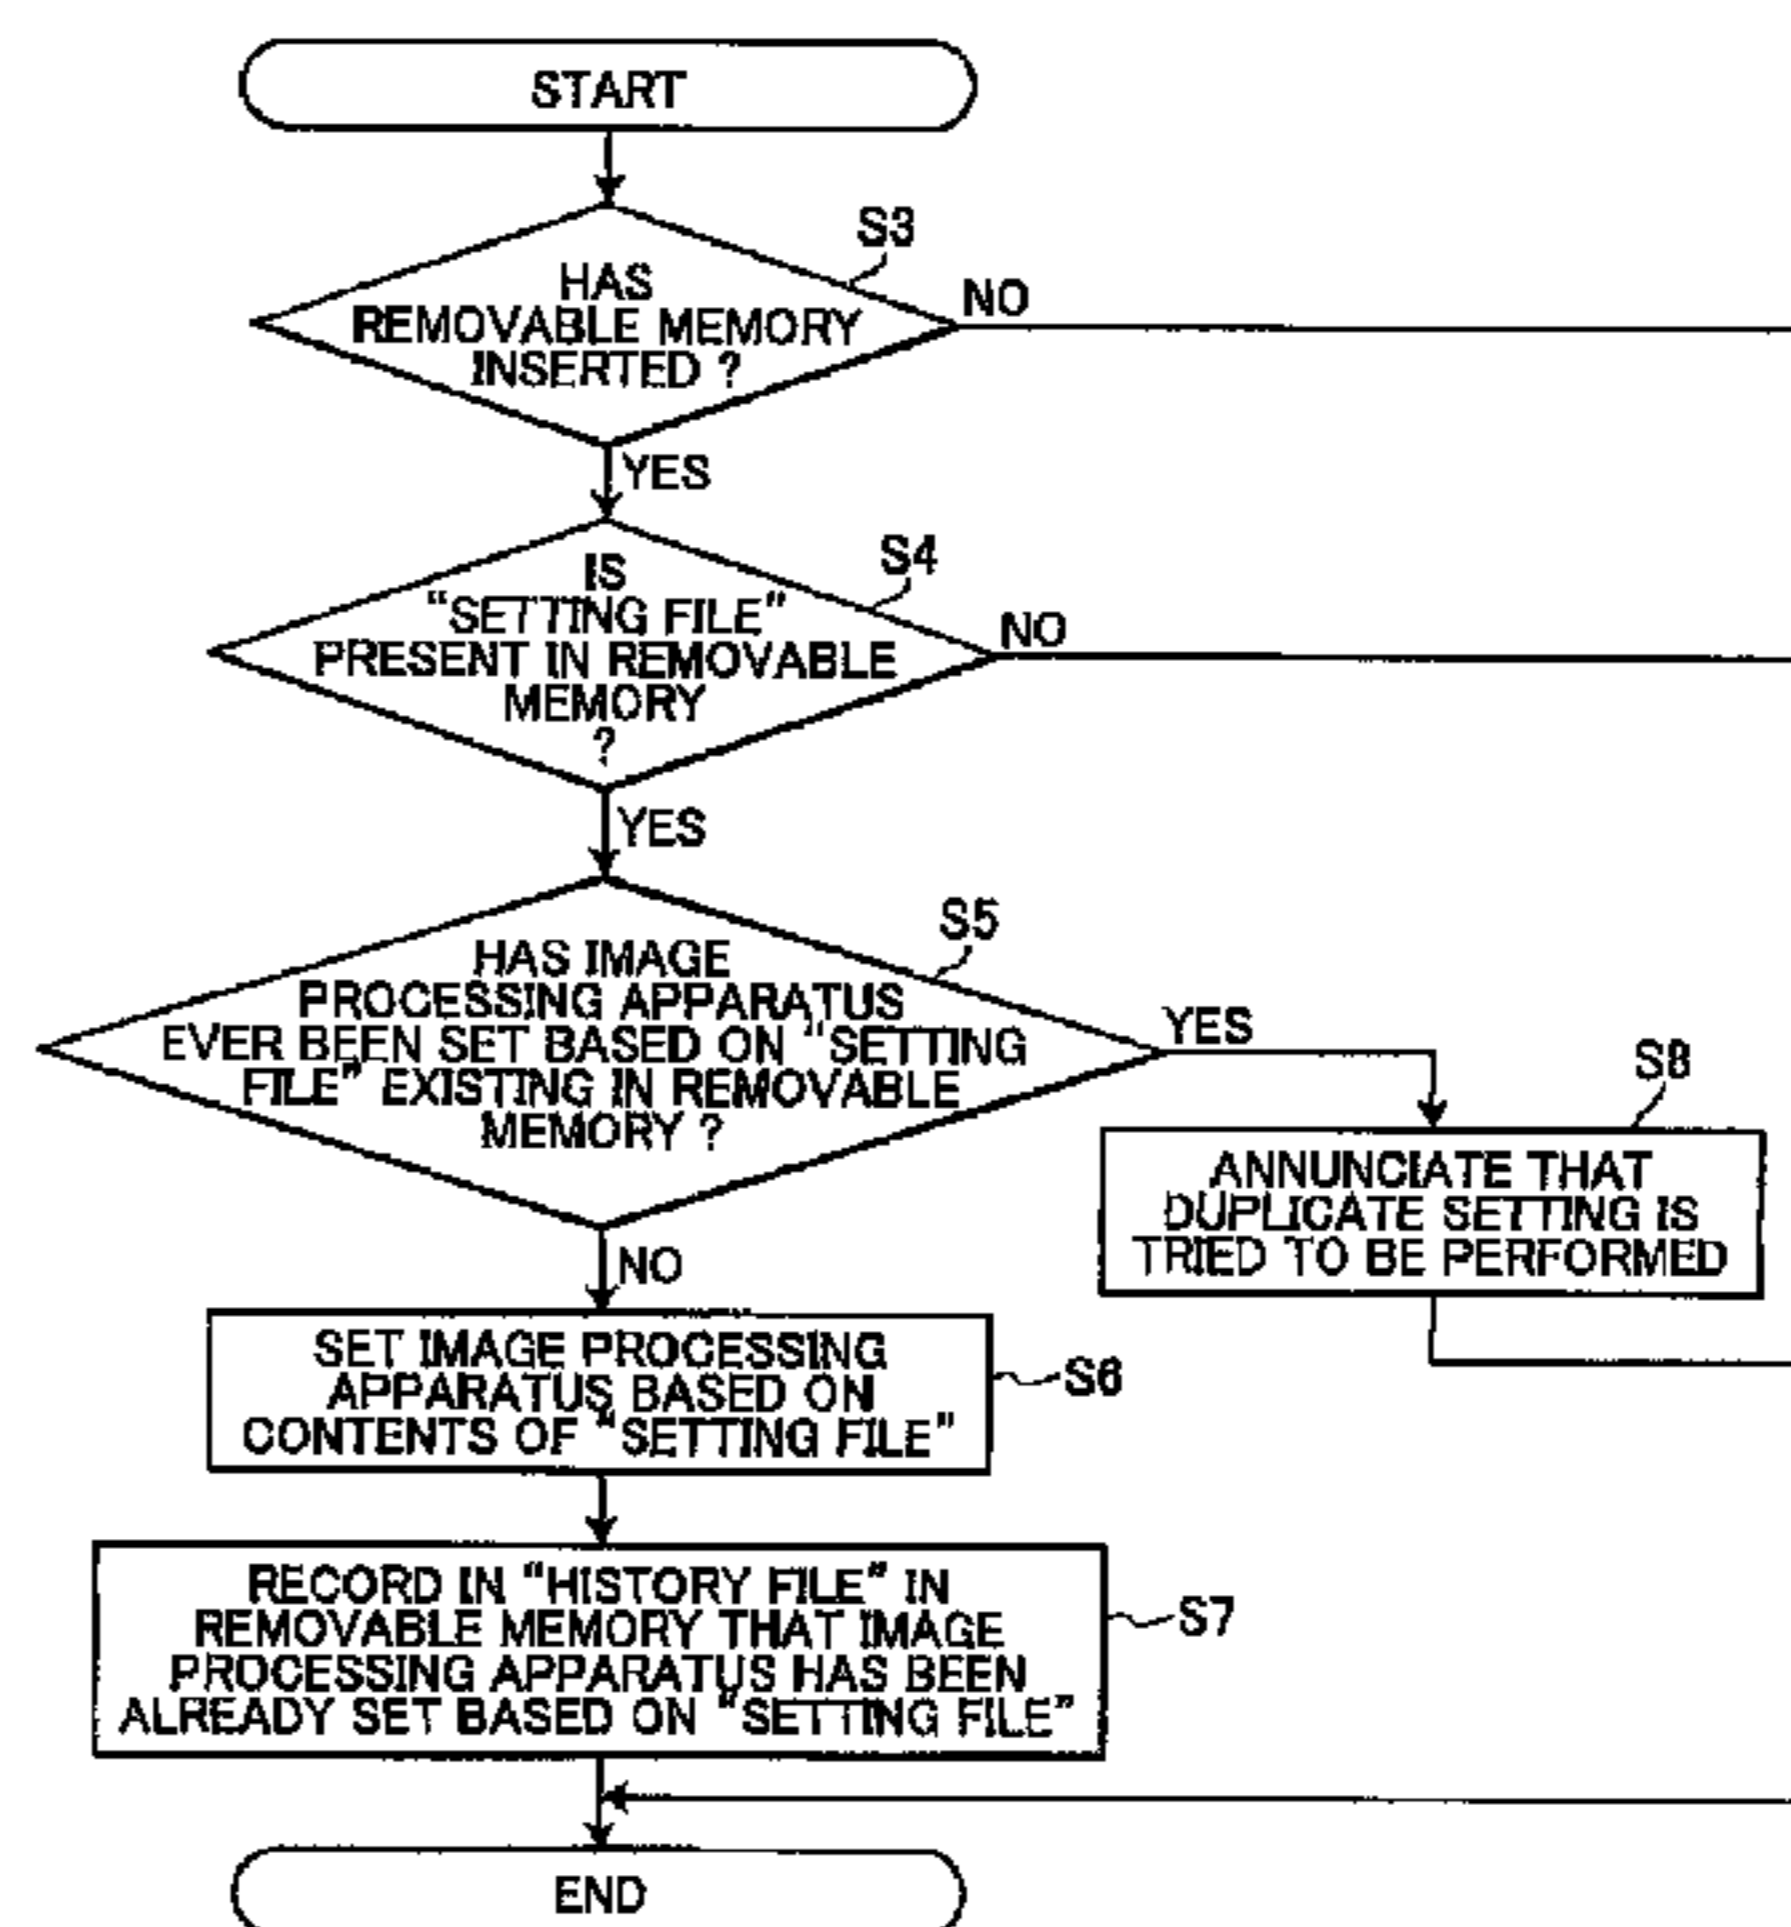 START
S3
HAS
REMOVABLE MEMORY
INSERTED ?
NO
YES
S4
IS
“SETTING FILE”
PRESENT IN REMOVABLE
MEMORY
?
NO
YES
S5
HAS IMAGE
PROCESSING APPARATUS
EVER BEEN SET BASED ON “SETTING
FILE” EXISTING IN REMOVABLE
MEMORY ?
YES
S8
ANNUNCIATE THAT
DUPLICATE SETTING IS
TRIED TO BE PERFORMED
NO
SET IMAGE PROCESSING
APPARATUS BASED ON
CONTENTS OF “SETTING FILE”
S6
RECORD IN “HISTORY FILE” IN
REMOVABLE MEMORY THAT IMAGE
PROCESSING APPARATUS HAS BEEN
ALREADY SET BASED ON “SETTING FILE”
S7
END